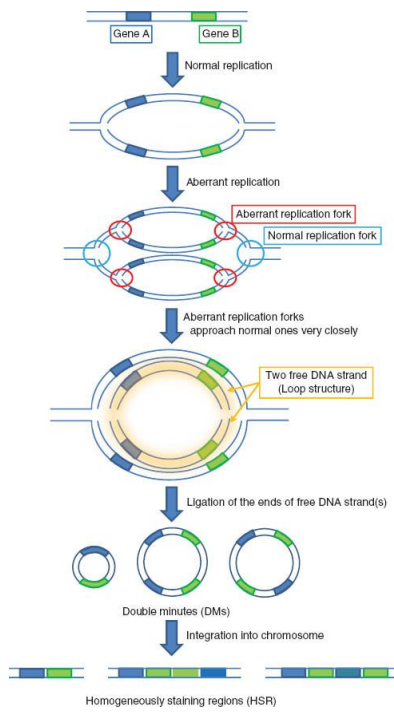 Gene A
Gene B
Normal replication
Aberrant replication
Aberrant replication fork
Normal replication fork
Aberrant replication forks
approach normal ones very closely
Two free DNA strand
(Loop structure)
Ligation of the ends of free DNA strand(s)
Double minutes (DMs)
Integration into chromosome
Homogeneously staining regions (HSR)